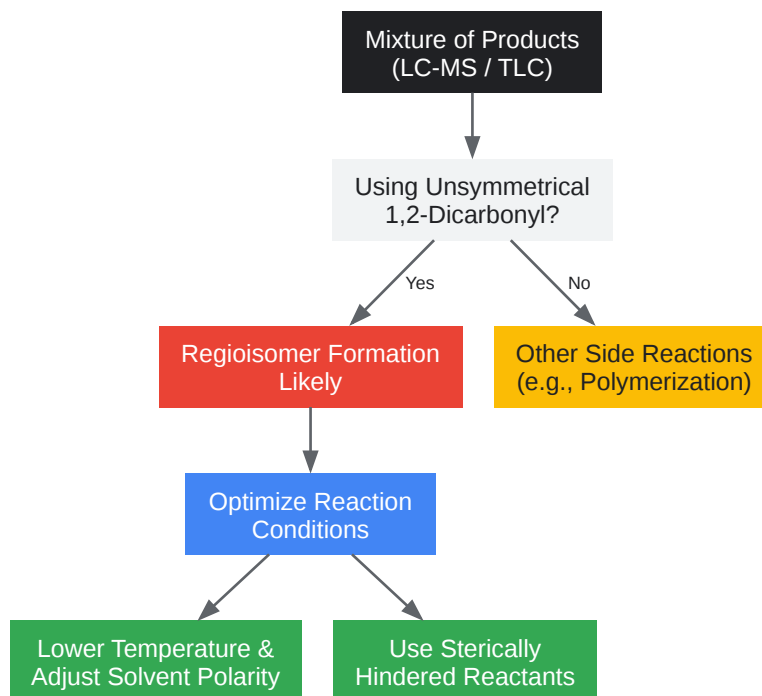 Mixture of Products
(LC-MS / TLC)
Using Unsymmetrical
1,2-Dicarbonyl?
Yes
No
Regioisomer Formation
Likely
Other Side Reactions
(e.g., Polymerization)
Optimize Reaction
Conditions
Lower Temperature &
Adjust Solvent Polarity
Use Sterically
Hindered Reactants